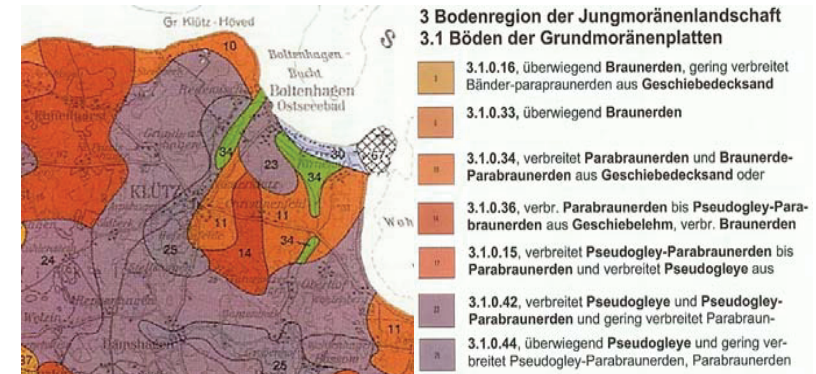 Gr Klütz-Höved
10
Boltenhagen-
Bucht
Boltenhagen
Ostseebad
S
34
23
30
67
34
KLÜTZ
11
11
25
34
14
24
11
25
Woh
3 Bodenregion der Jungmoränenlandschaft
3.1 Böden der Grundmoränenplatten
3.1.0.16, überwiegend Braunerden, gering verbreitet
Bänder-parapraunerden aus Geschiebedecksand
3.1.0.33, überwiegend Braunerden
3.1.0.34, verbreitet Parabraunerden und Braunerde-
Parabraunerden aus Geschiebedecksand oder
3.1.0.36, verbr. Parabraunerden bis Pseudogley-Para-
braunerden aus Geschiebelehm, verbr. Braunerden
3.1.0.15, verbreitet Pseudogley-Parabraunerden bis
Parabraunerden und verbreitet Pseudogleye aus
3.1.0.42, verbreitet Pseudogleye und Pseudogley-
Parabraunerden und gering verbreitet Parabraun-
3.1.0.44, überwiegend Pseudogleye und gering ver-
breitet Pseudogley-Parabraunerden, Parabraunerden